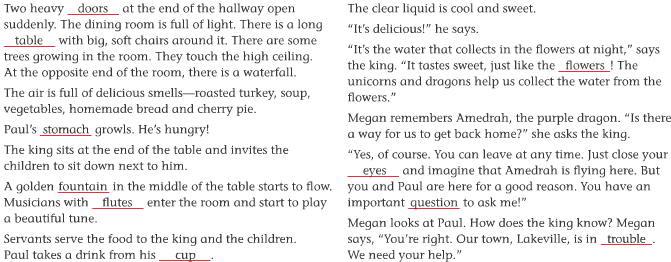 Two heavy doors at the end of the hallway open
suddenly. The dining room is full of light. There is a long
table with big, soft chairs around it. There are some
trees growing in the room. They touch the high ceiling.
At the opposite end of the room, there is a waterfall.
The air is full of delicious smells—roasted turkey, soup,
vegetables, homemade bread and cherry pie.
Paul's stomach growls. He's hungry!
The king sits at the end of the table and invites the
children to sit down next to him.
A golden fountain in the middle of the table starts to flow.
Musicians with flutes enter the room and start to play
a beautiful tune.
Servants serve the food to the king and the children.
Paul takes a drink from his cup.
The clear liquid is cool and sweet.
"It's delicious!" he says.
"It's the water that collects in the flowers at night," says
the king. "It tastes sweet, just like the flowers! The
unicorns and dragons help us collect the water from the
flowers."
Megan remembers Amedrah, the purple dragon. "Is there
a way for us to get back home?" she asks the king.
"Yes, of course. You can leave at any time. Just close your
eyes and imagine that Amedrah is flying here. But
you and Paul are here for a good reason. You have an
important question to ask me!"
Megan looks at Paul. How does the king know? Megan
says, "You're right. Our town, Lakeville, is in trouble.
We need your help."